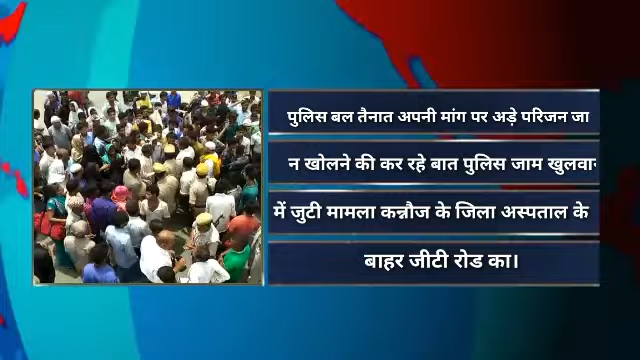 पुलिस बल तैनात अपनी मांग पर अड़े परिजन जा
न खोलने की कर रहे बात पुलिस जाम खुलवान
में जुटी मामला कन्नौज के जिला अस्पताल के
बाहर जीटी रोड का।